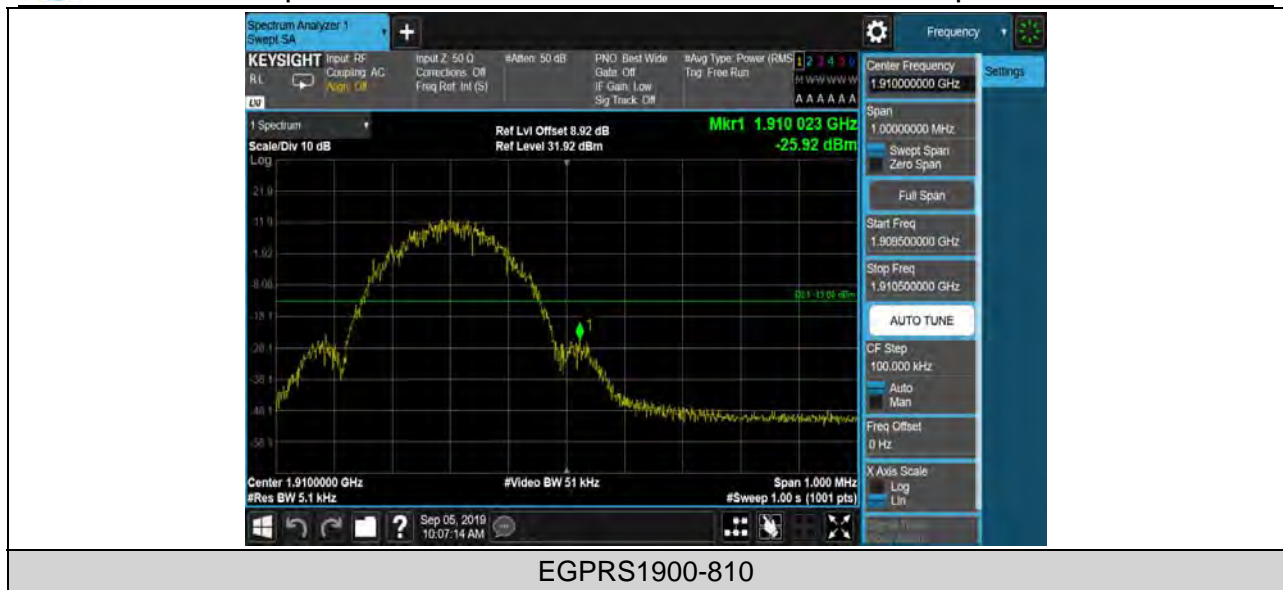 Spectrum Analyzer 1
Swept SA
Frequency
KEYSIGHT
Input: RF
Coupling: AC
Align: Off
Input Z: 50 Ω
Corrections: Off
Freq Ref: Int (S)
#Atten: 50 dB
PNO: Best Wide
Gate: Off
IF Gain: Low
Sig Track: Off
#Avg Type: Power (RMS
Trig: Free Run
1 2 3 4 5 6
M W W W W W
A A A A A A
RL
LXI
Center Frequency
1.910000000 GHz
Settings
Span
1.00000000 MHz
Swept Span
Zero Span
Full Span
Start Freq
1.909500000 GHz
Stop Freq
1.910500000 GHz
AUTO TUNE
CF Step
100.000 kHz
Auto
Man
Freq Offset
0 Hz
X Axis Scale
Log
Lin
1 Spectrum
Scale/Div 10 dB
Ref Lvl Offset 8.92 dB
Ref Level 31.92 dBm
Mkr1 1.910 023 GHz
-25.92 dBm
Log
21.9
11.9
1.92
-8.08
DL1 -13.00 dBm
-18.1
1
-28.1
-38.1
-48.1
-58.1
Center 1.9100000 GHz
#Video BW 51 kHz
Span 1.000 MHz
#Res BW 5.1 kHz
#Sweep 1.00 s (1001 pts)
?
Sep 05, 2019
10:07:14 AM
EGPRS1900-810